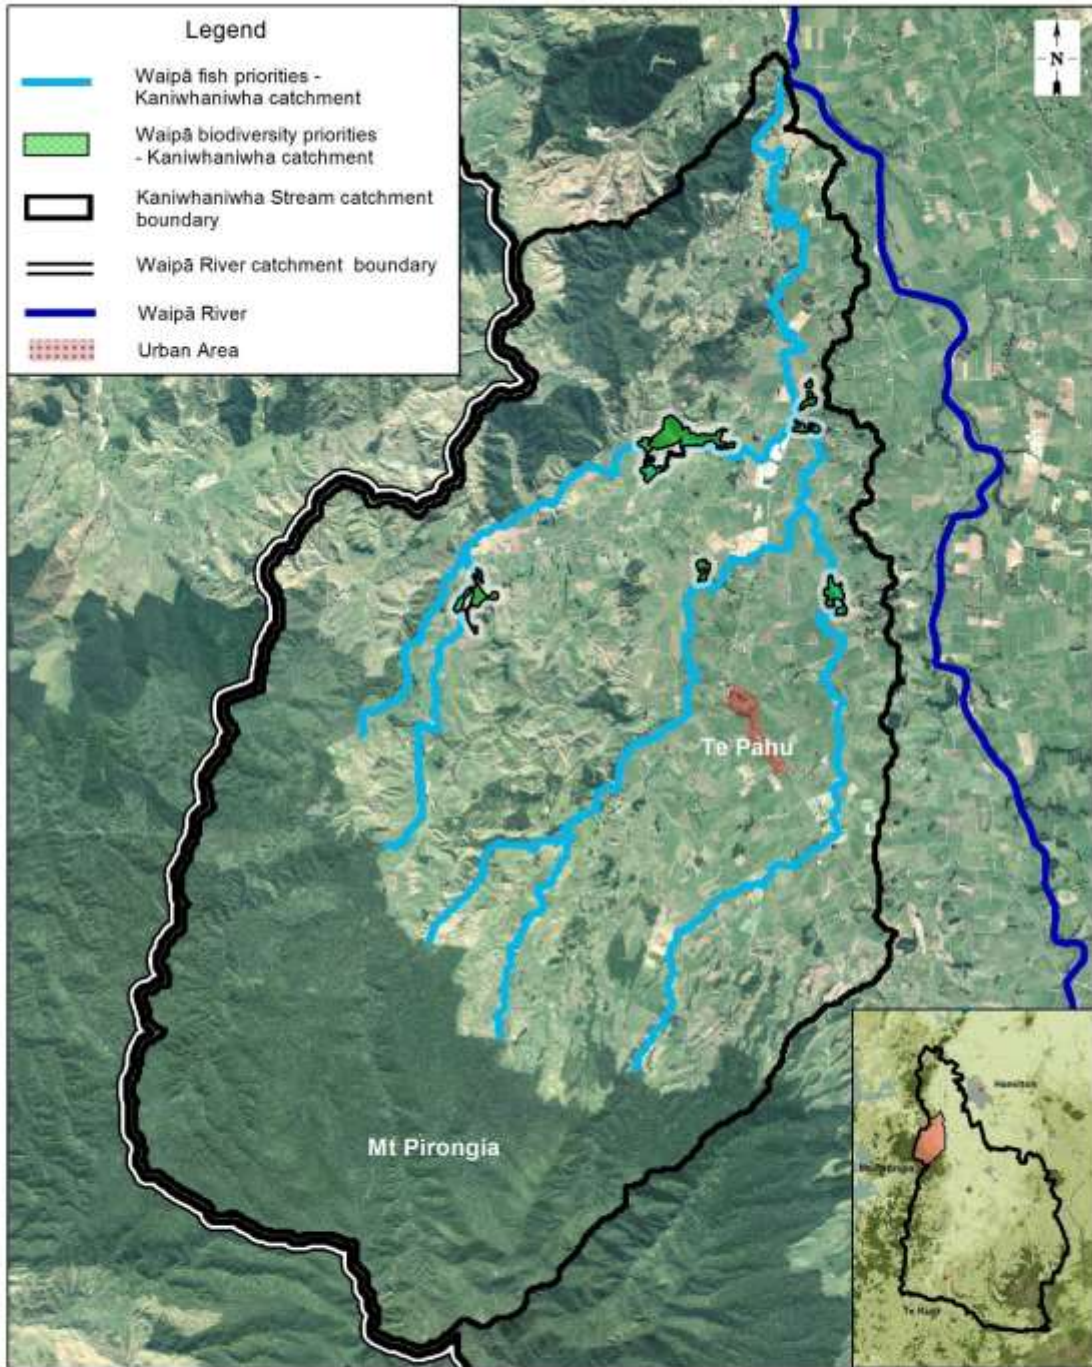 Legend
Waipā fish priorities -
Kaniwhaniwha catchment
Waipā biodiversity priorities
- Kaniwhaniwha catchment
Kaniwhaniwha Stream catchment
boundary
Waipā River catchment boundary
Waipā River
Urban Area
N
Te Pahu
Mt Pirongia
Hamilton
Te Kuiti